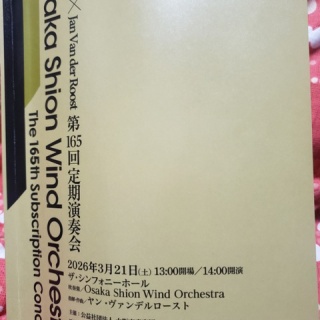 saka Shion Wind Orchestr
The 165th Subscription Conc
× Jan Van der Roost 第165回 定期演奏会
2026年3月21日(土) 13:00開場/14:00開演
ザ・シンフォニーホール
Osaka Shion Wind Orchestra
ヤン・ヴァンデルロースト